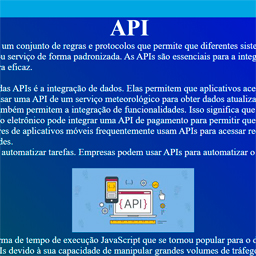 API
um conjunto de regras e protocolos que permite que diferentes siste
u serviço de forma padronizada. As APIs são essenciais para a integ
a eficaz.
das APIs é a integração de dados. Elas permitem que aplicativos ace
sar uma API de um serviço meteorológico para obter dados atualiza
mbém permitem a integração de funcionalidades. Isso significa que
o eletrônico pode integrar uma API de pagamento para permitir que
res de aplicativos móveis frequentemente usam APIs para acessar re
des.
automatizar tarefas. Empresas podem usar APIs para automatizar o
{API}
rma de tempo de execução JavaScript que se tornou popular para o d
Is devido à sua capacidade de manipular grandes volumes de tráfeg